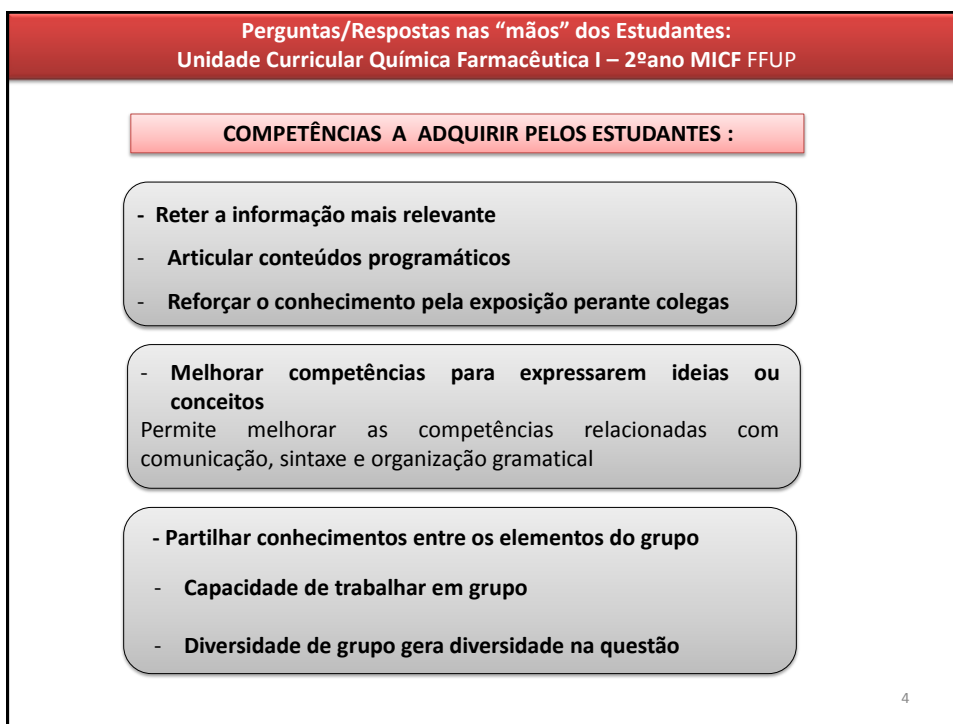 Perguntas/Respostas nas “mãos” dos Estudantes:
Unidade Curricular Química Farmacêutica I – 2ºano MICF FFUP
COMPETÊNCIAS A ADQUIRIR PELOS ESTUDANTES :
- Reter a informação mais relevante
- Articular conteúdos programáticos
- Reforçar o conhecimento pela exposição perante colegas
- Melhorar competências para expressarem ideias ou
conceitos
Permite melhorar as competências relacionadas com
comunicação, sintaxe e organização gramatical
- Partilhar conhecimentos entre os elementos do grupo
- Capacidade de trabalhar em grupo
- Diversidade de grupo gera diversidade na questão
4